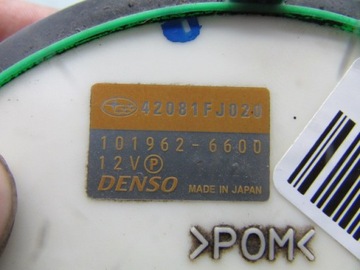 42081FJ020
101962-6600
12V Ⓟ
DENSO MADE IN JAPAN
>POM<